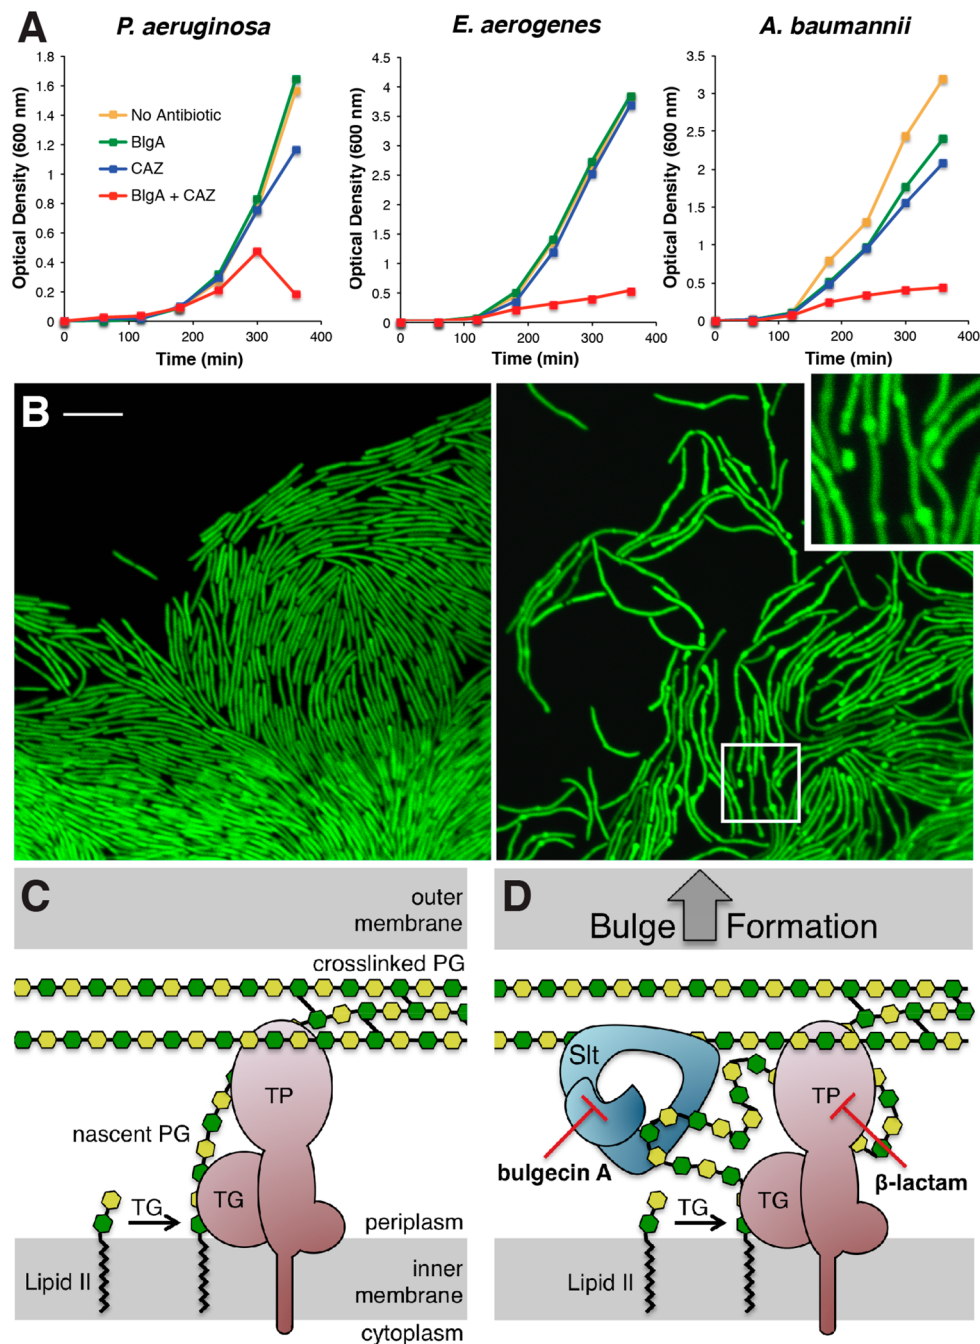 A
P. aeruginosa
E. aerogenes
A. baumannii
Optical Density (600 nm)
1.8
1.6
1.4
1.2
1
0.8
0.6
0.4
0.2
0
No Antibiotic
BlgA
CAZ
BlgA + CAZ
0
100
200
300
400
Time (min)
Optical Density (600 nm)
4.5
4
3.5
3
2.5
2
1.5
1
0.5
0
0
100
200
300
400
Time (min)
Optical Density (600 nm)
3.5
3
2.5
2
1.5
1
0.5
0
0
100
200
300
400
Time (min)
B
C
outer
membrane
crosslinked PG
TP
nascent PG
TG
TG
periplasm
Lipid II
inner
membrane
cytoplasm
D
Bulge Formation
Slt
TP
bulgecin A
β-lactam
TG
TG
Lipid II